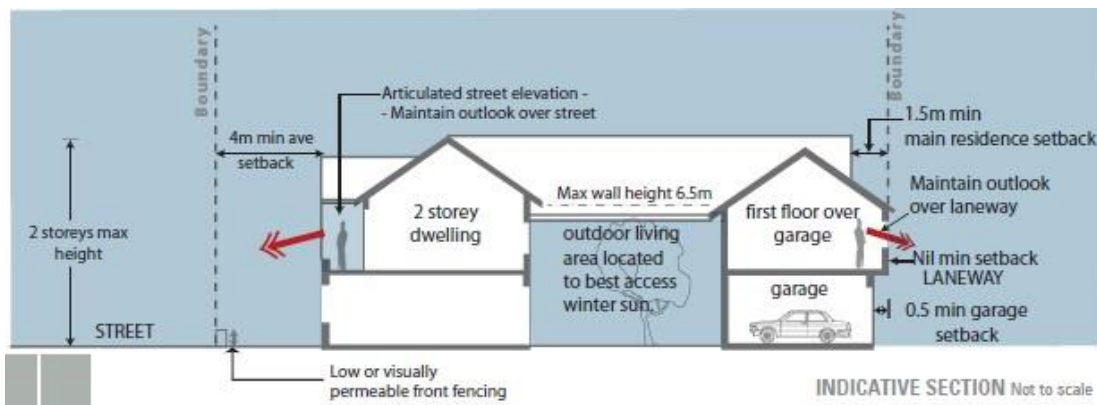 Boundary
Boundary
Articulated street elevation -
- Maintain outlook over street
4m min ave
setback
1.5m min
main residence setback
Max wall height 6.5m
Maintain outlook
over laneway
2 storeys max
height
2 storey
dwelling
outdoor living
area located
to best access
winter sun.
first floor over
garage
Nil min setback
LANEWAY
garage
0.5 min garage
setback
STREET
Low or visually
permeable front fencing
INDICATIVE SECTION Not to scale